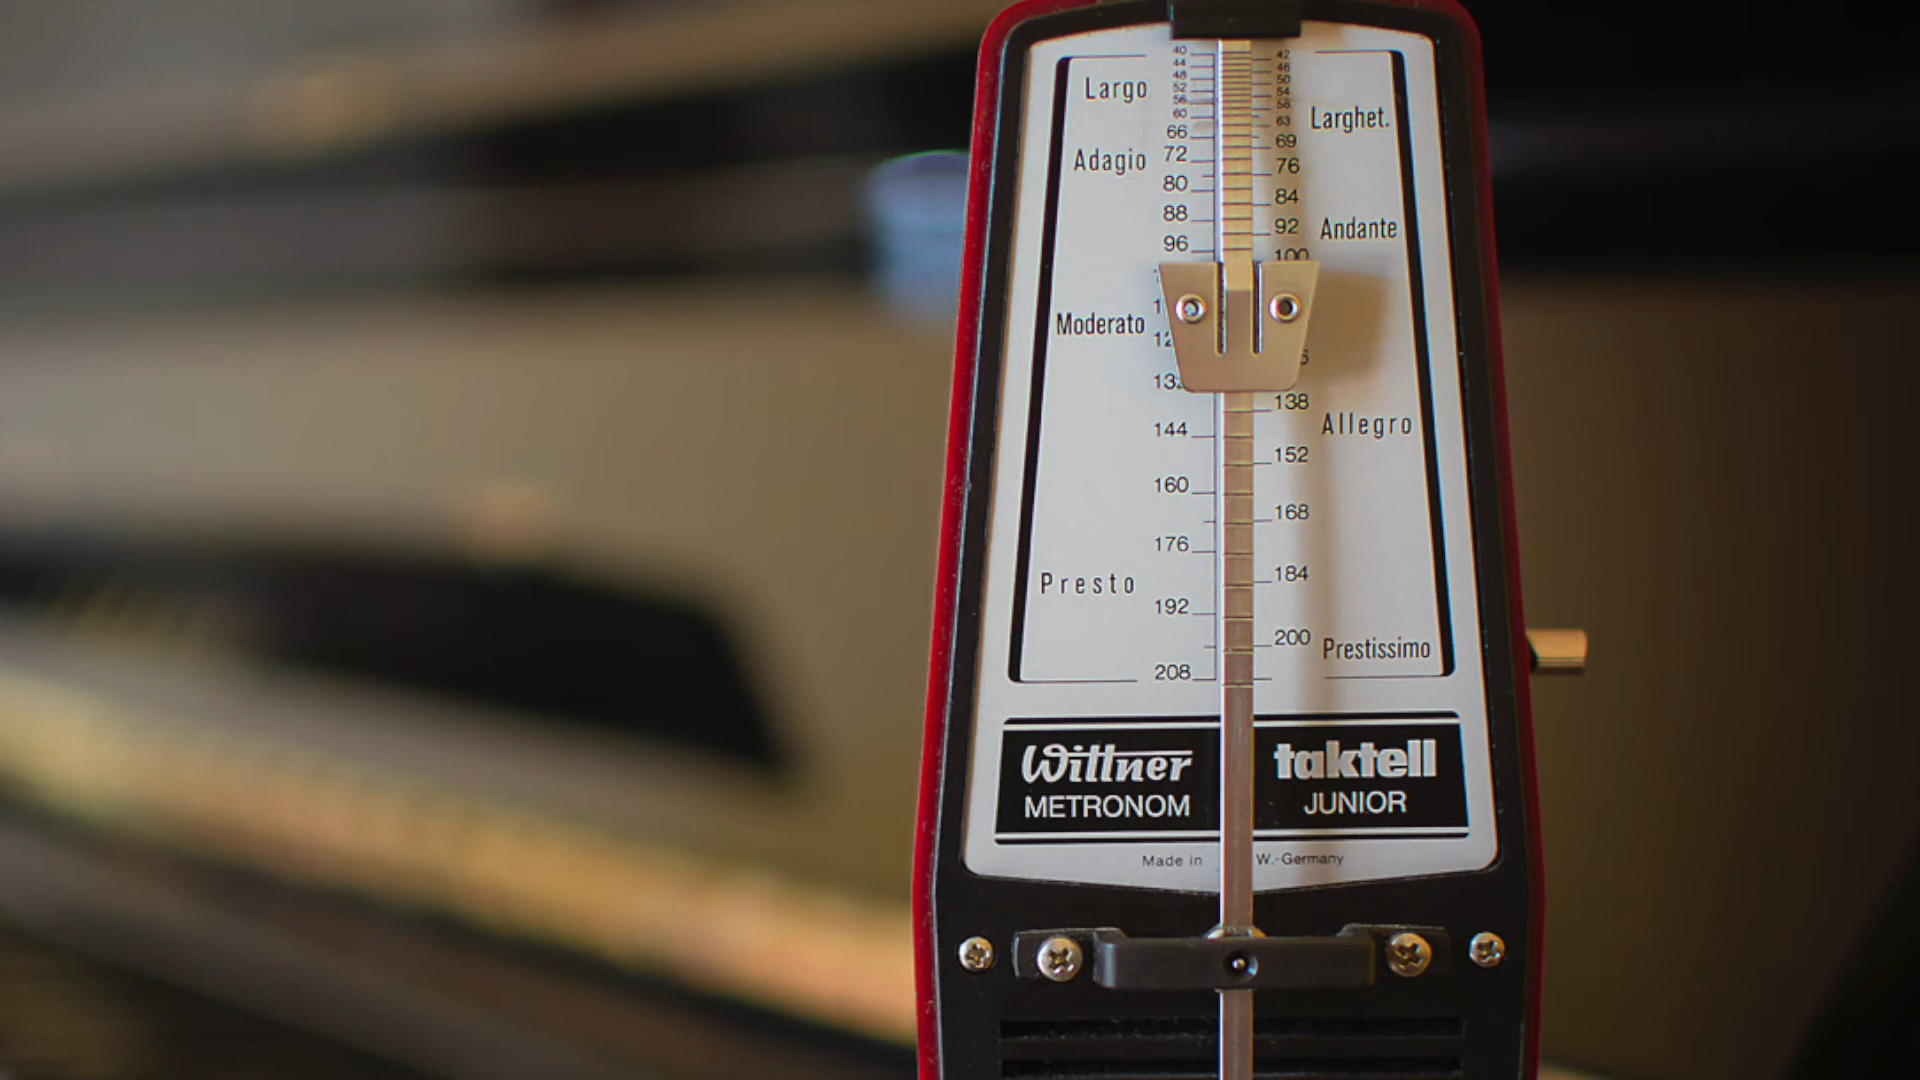 40 42
44 46
48 50
52 54
Largo
56 58
60 63
Larghet.
66 69
72 76
Adagio
80 84
88 92
Andante
96 100
Moderato
138
144
Allegro
152
160
168
176
184
Presto
192
200
Prestissimo
208
Wittner taktell
METRONOM JUNIOR
Made in W.-Germany